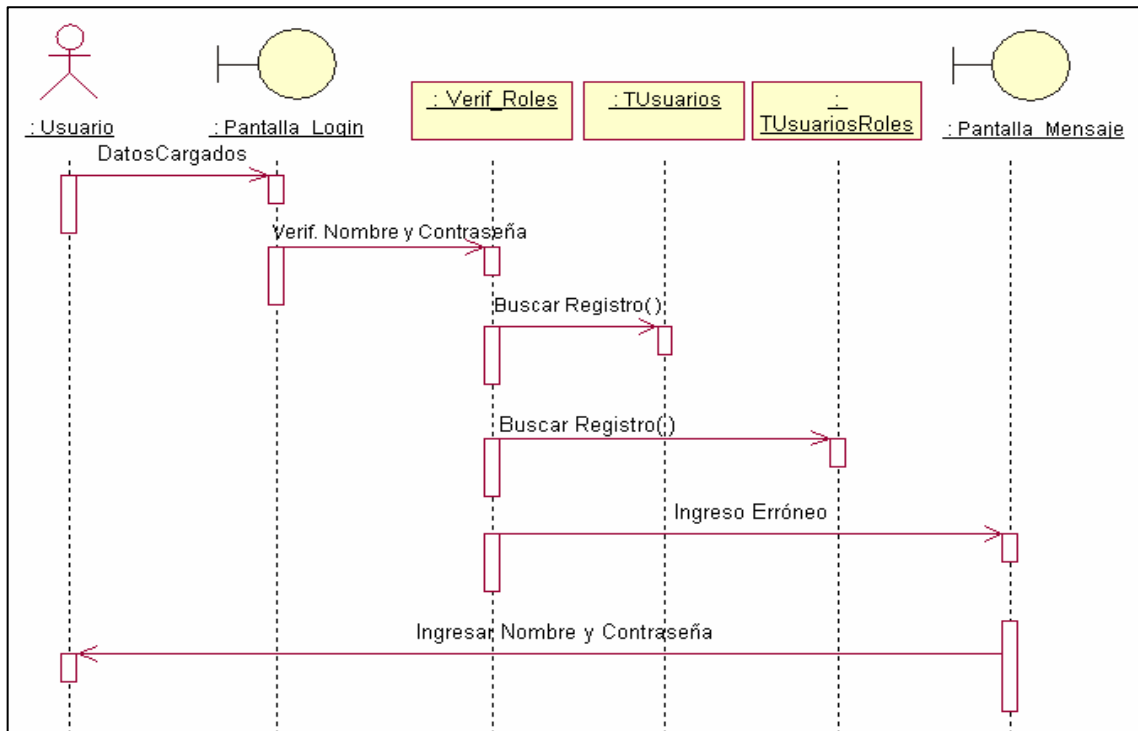 : Usuario
: Pantalla_Login
: Verif_Roles
: TUsuarios
:
TUsuariosRoles
: Pantalla_Mensaje
DatosCargados
Verif. Nombre y Contraseña
Buscar Registro( )
Buscar Registro( )
Ingreso Erróneo
Ingresar Nombre y Contraseña